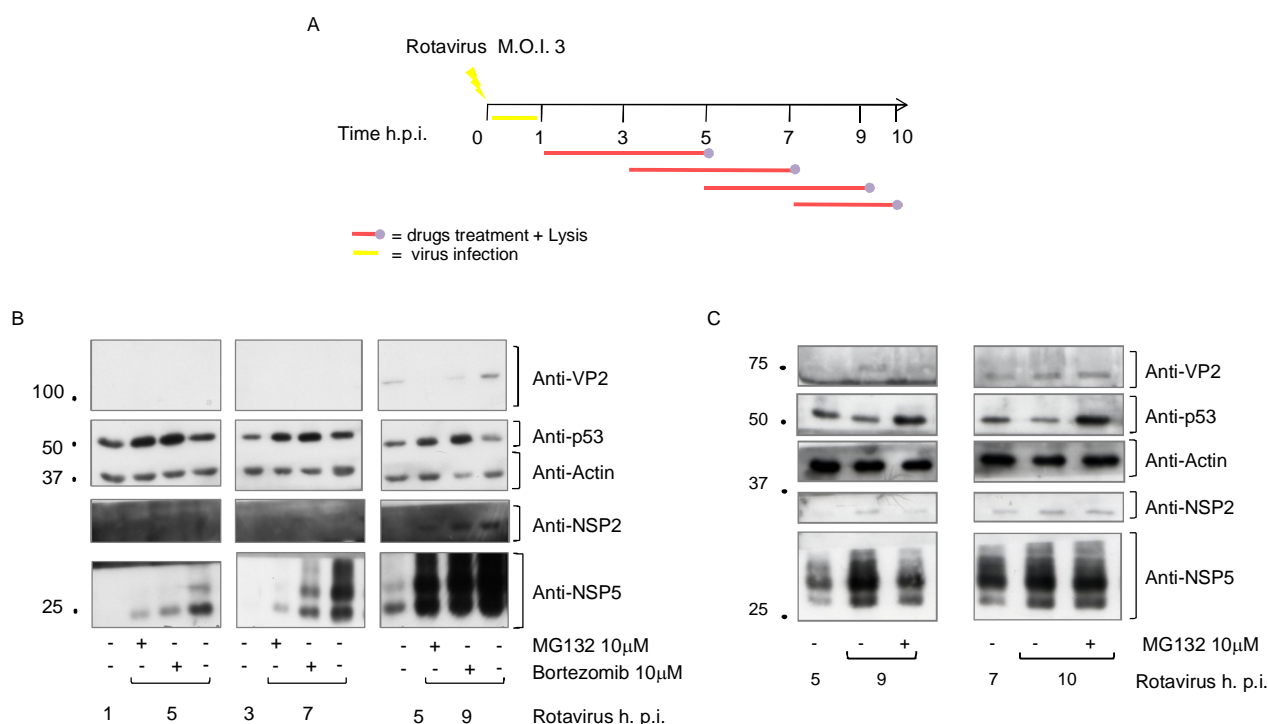 A
Rotavirus M.O.I. 3
Time h.p.i. 0 1 3 5 7 9 10
= drugs treatment + Lysis
= virus infection
B
100
50
37
25
Anti-VP2
Anti-p53
Anti-Actin
Anti-NSP2
Anti-NSP5
- + - - - + - - - + - - MG132 10μM
- - + - - - + - - - + - Bortezomib 10μM
1 5 3 7 5 9 Rotavirus h. p.i.
C
75
50
37
25
Anti-VP2
Anti-p53
Anti-Actin
Anti-NSP2
Anti-NSP5
- - + - - + MG132 10μM
5 9 7 10 Rotavirus h. p.i.